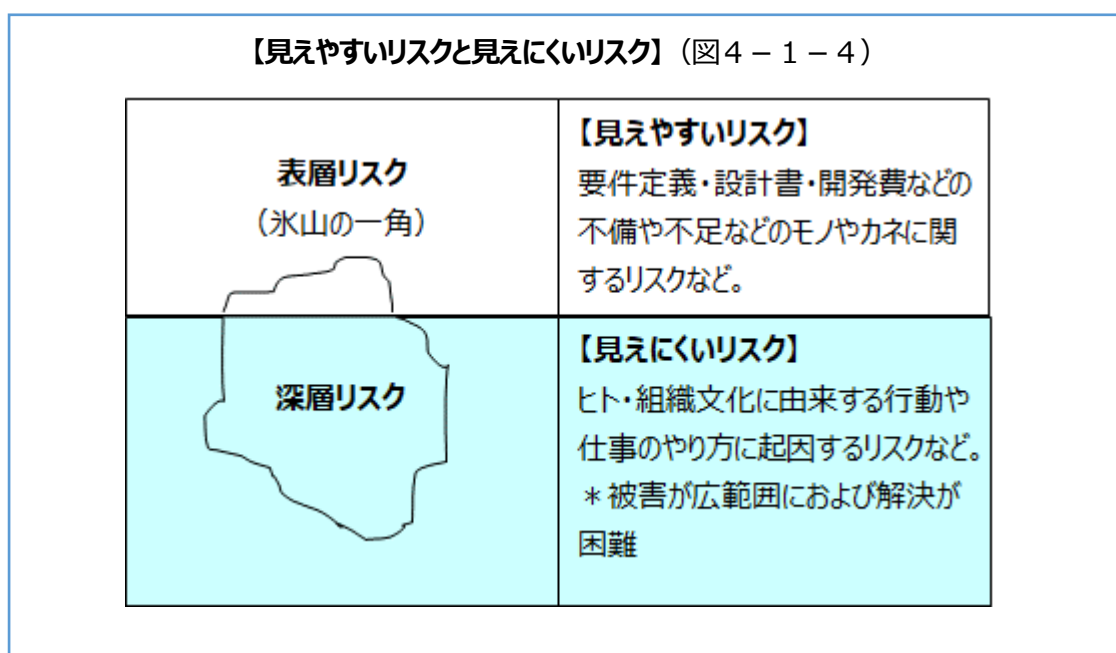 【見えやすいリスクと見えにくいリスク】（図４－１－４）
表層リスク
（氷山の一角）
【見えやすいリスク】
要件定義・設計書・開発費などの
不備や不足などのモノやカネに関
するリスクなど。
深層リスク
【見えにくいリスク】
ヒト・組織文化に由来する行動や
仕事のやり方に起因するリスクなど。
＊被害が広範囲におよび解決が
困難